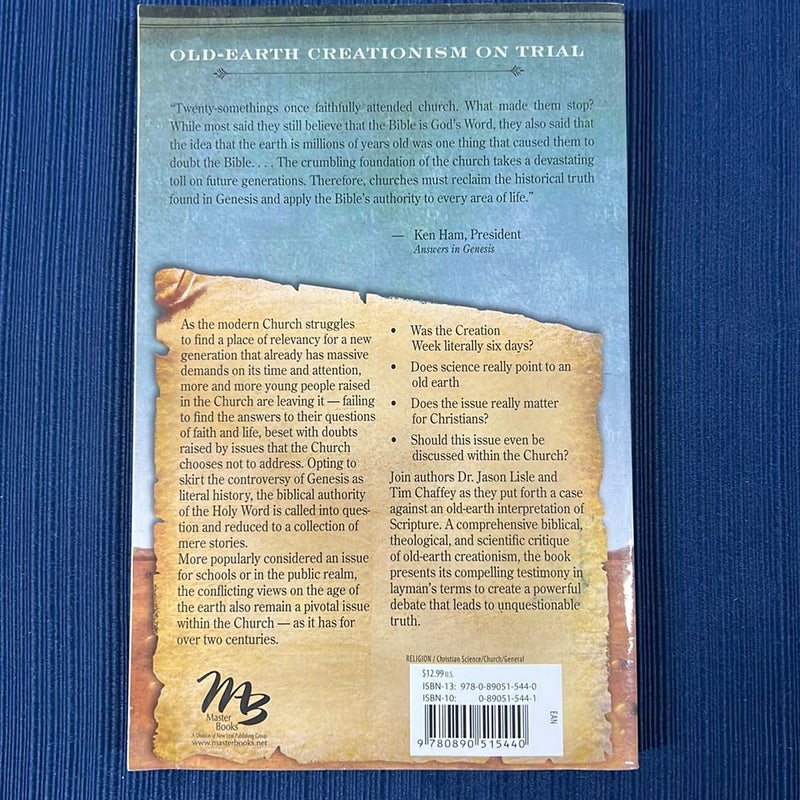 OLD-EARTH CREATIONISM ON TRIAL
“Twenty-somethings once faithfully attended church. What made them stop?
While most said they still believe that the Bible is God’s Word, they also said that
the idea that the earth is millions of years old was one thing that caused them to
doubt the Bible. . . . The crumbling foundation of the church takes a devastating
toll on future generations. Therefore, churches must reclaim the historical truth
found in Genesis and apply the Bible’s authority to every area of life.”
— Ken Ham, President
Answers in Genesis
As the modern Church struggles
to find a place of relevancy for a new
generation that already has massive
demands on its time and attention,
more and more young people raised
in the Church are leaving it — failing
to find the answers to their questions
of faith and life, beset with doubts
raised by issues that the Church
chooses not to address. Opting to
skirt the controversy of Genesis as
literal history, the biblical authority
of the Holy Word is called into ques-
tion and reduced to a collection of
mere stories.
More popularly considered an issue
for schools or in the public realm,
the conflicting views on the age of
the earth also remain a pivotal issue
within the Church — as it has for
over two centuries.
• Was the Creation
Week literally six days?
• Does science really point to an
old earth
• Does the issue really matter
for Christians?
• Should this issue even be
discussed within the Church?
Join authors Dr. Jason Lisle and
Tim Chaffey as they put forth a case
against an old-earth interpretation of
Scripture. A comprehensive biblical,
theological, and scientific critique
of old-earth creationism, the book
presents its compelling testimony in
layman’s terms to create a powerful
debate that leads to unquestionable
truth.
MB
Master
Books
A Division of New Leaf Publishing Group
www.masterbooks.net
RELIGION / Christian Science/Church/General
$12.99 U.S.
ISBN-13: 978-0-89051-544-0
ISBN-10: 0-89051-544-1
EAN
9 780890 515440